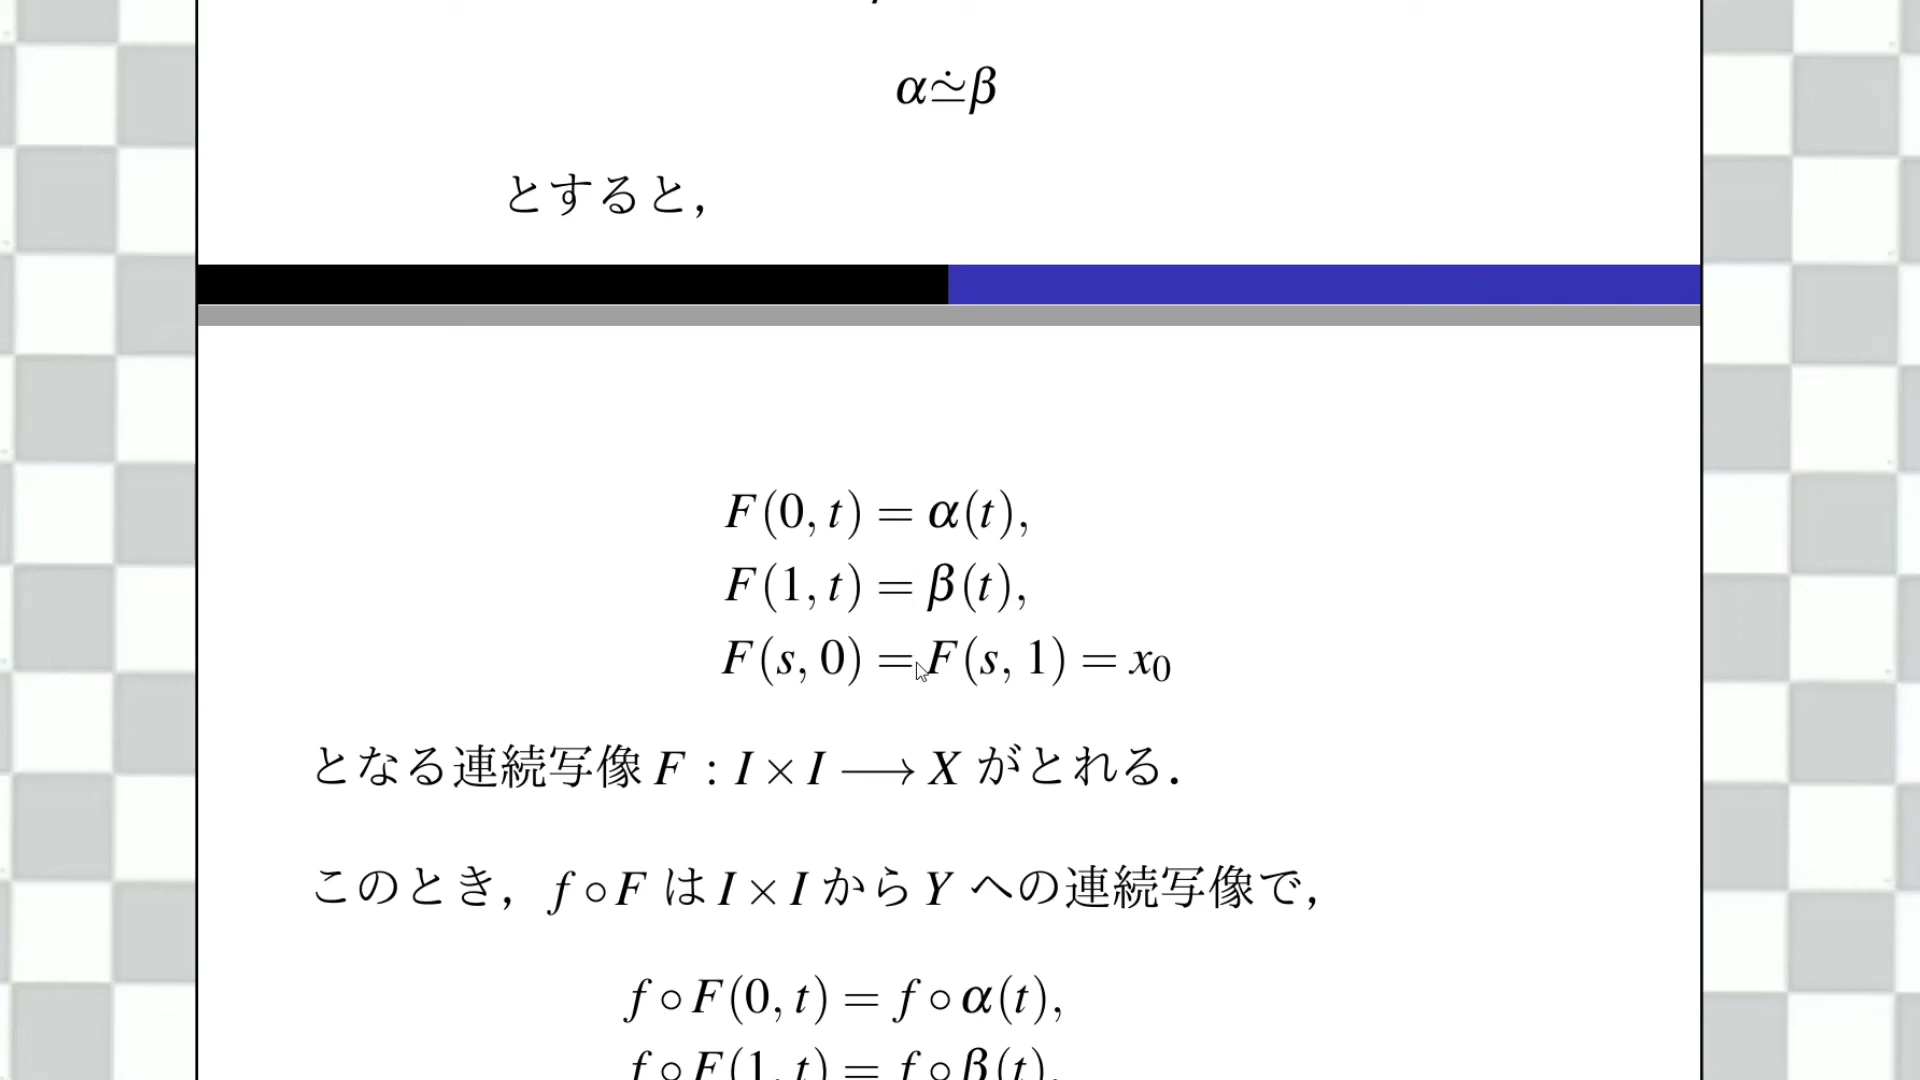 α≃̇β
とすると，
F(0, t) = α(t),
F(1, t) = β(t),
F(s, 0) = F(s, 1) = x₀
となる連続写像 F : I × I ⟶ X がとれる．
このとき，f ∘ F は I × I から Y への連続写像で，
f ∘ F(0, t) = f ∘ α(t),
f ∘ F(1, t) = f ∘ β(t),